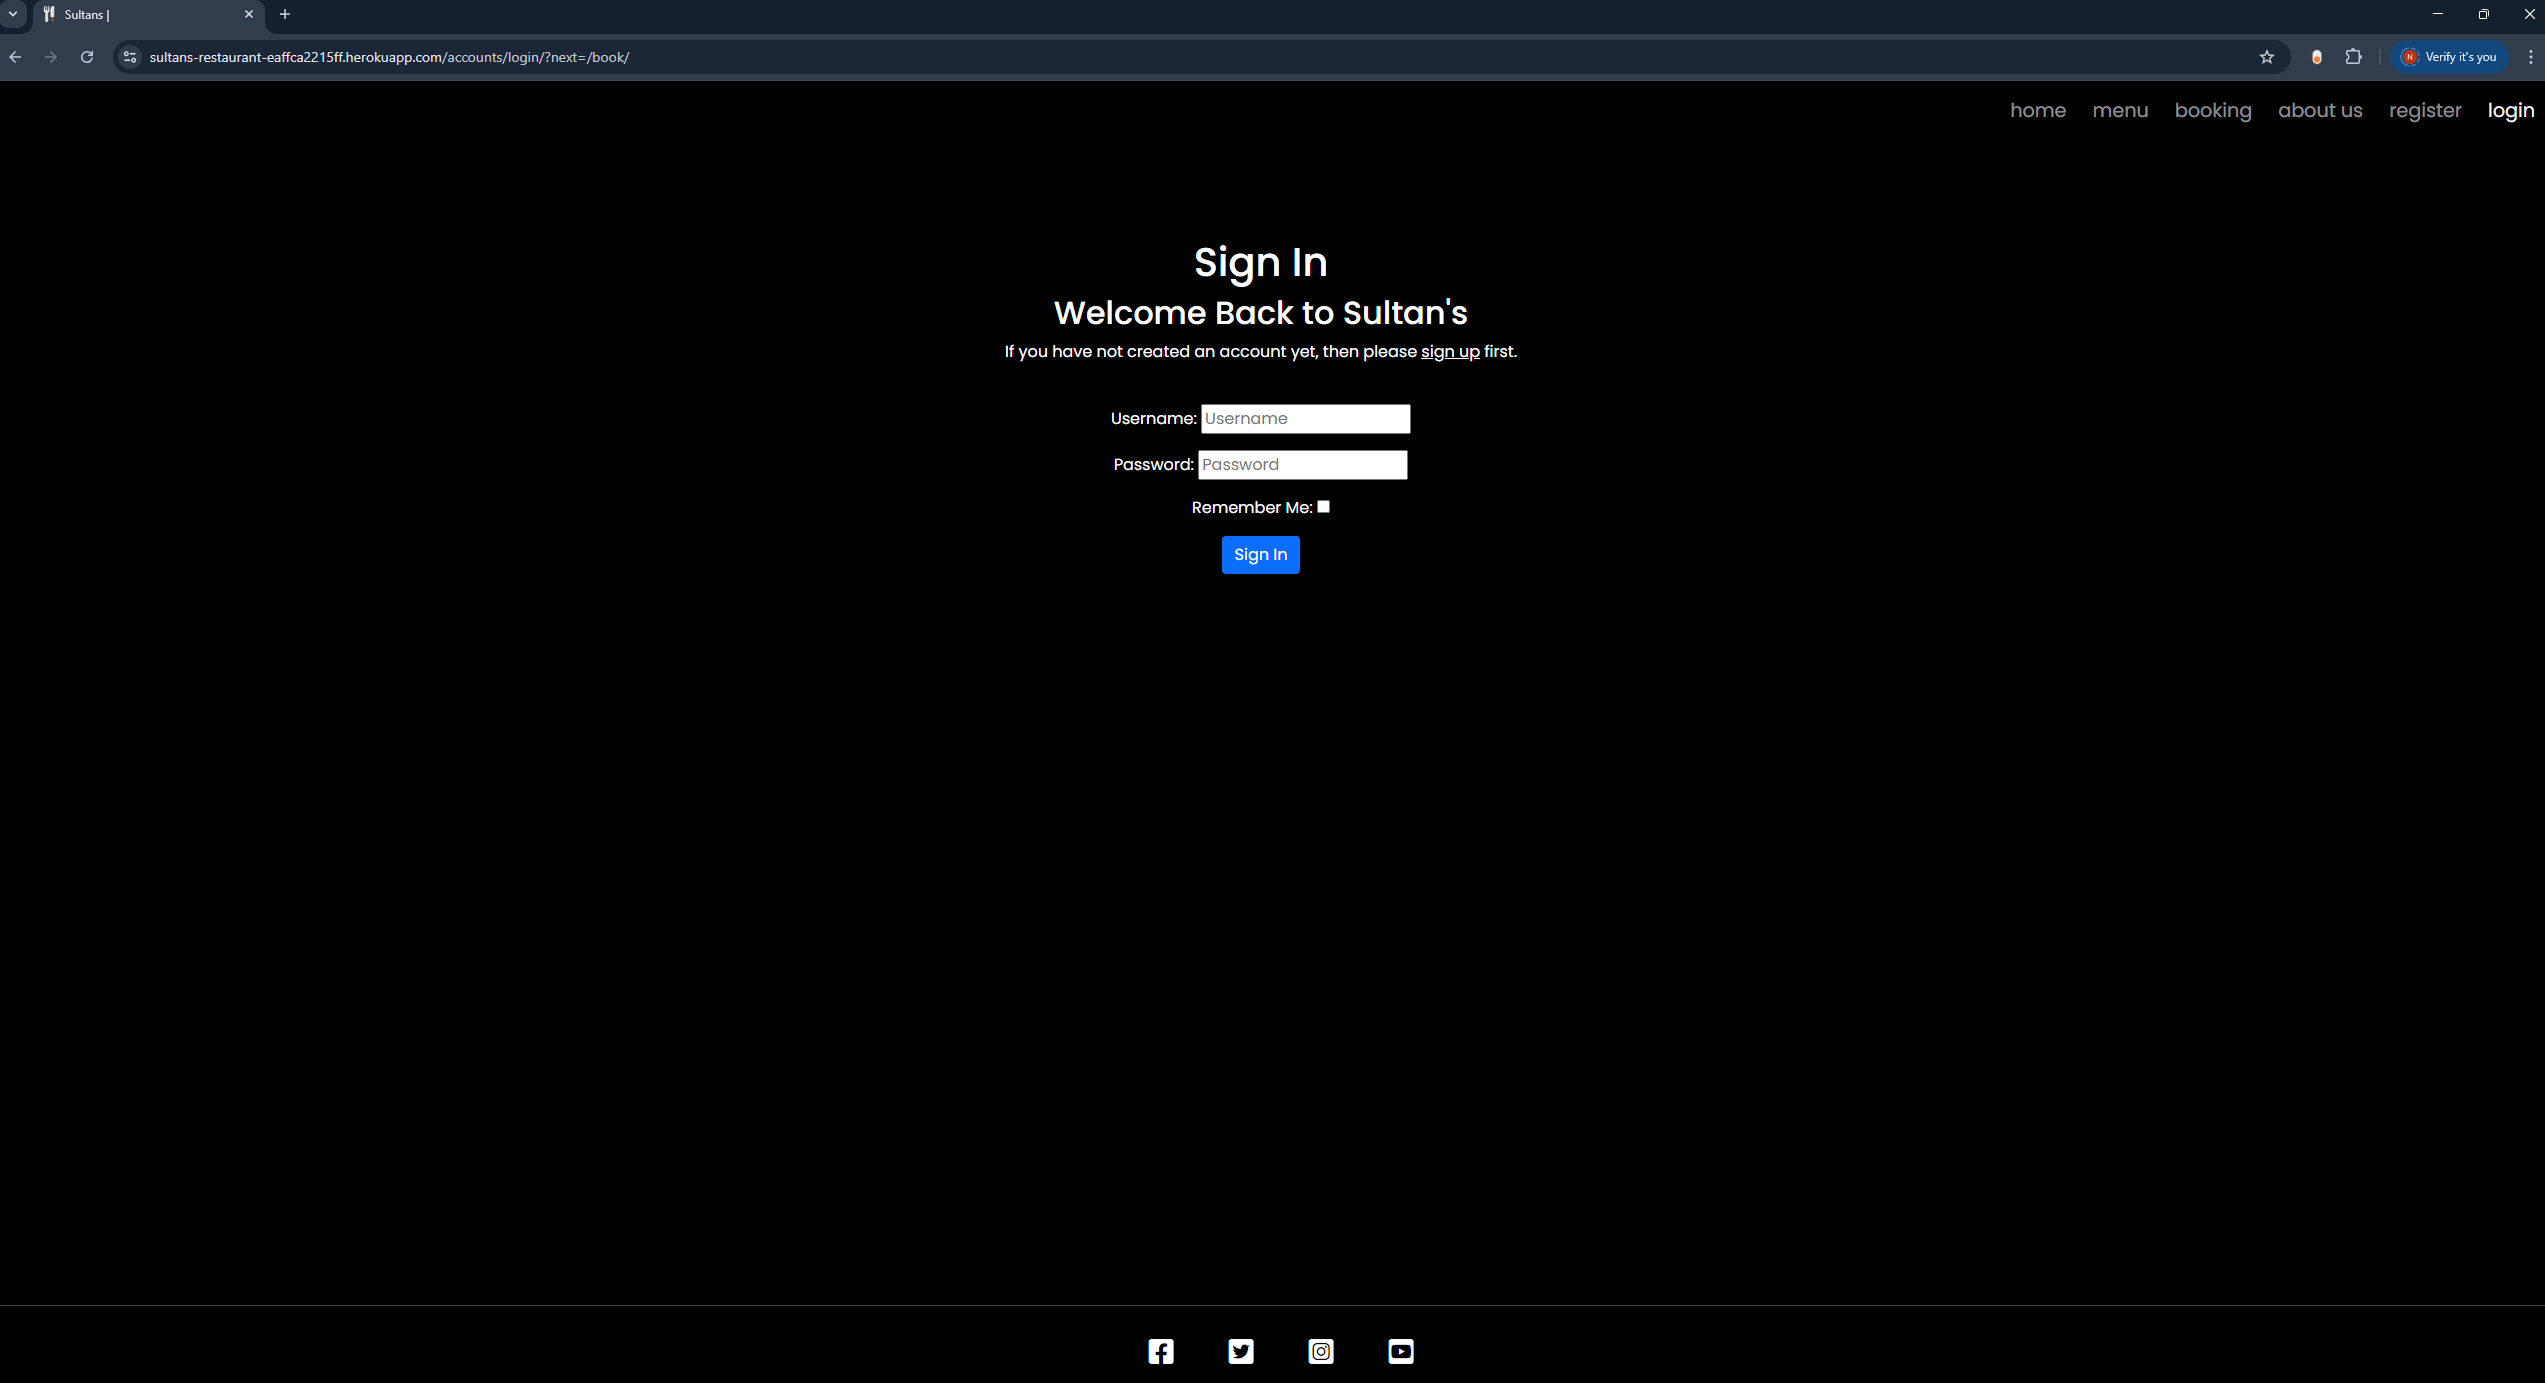 Sultans |
sultans-restaurant-eaffca2215ff.herokuapp.com/accounts/login/?next=/book/
N Verify it's you
home menu booking about us register login
Sign In
Welcome Back to Sultan's
If you have not created an account yet, then please sign up first.
Username: Username
Password: Password
Remember Me:
Sign In